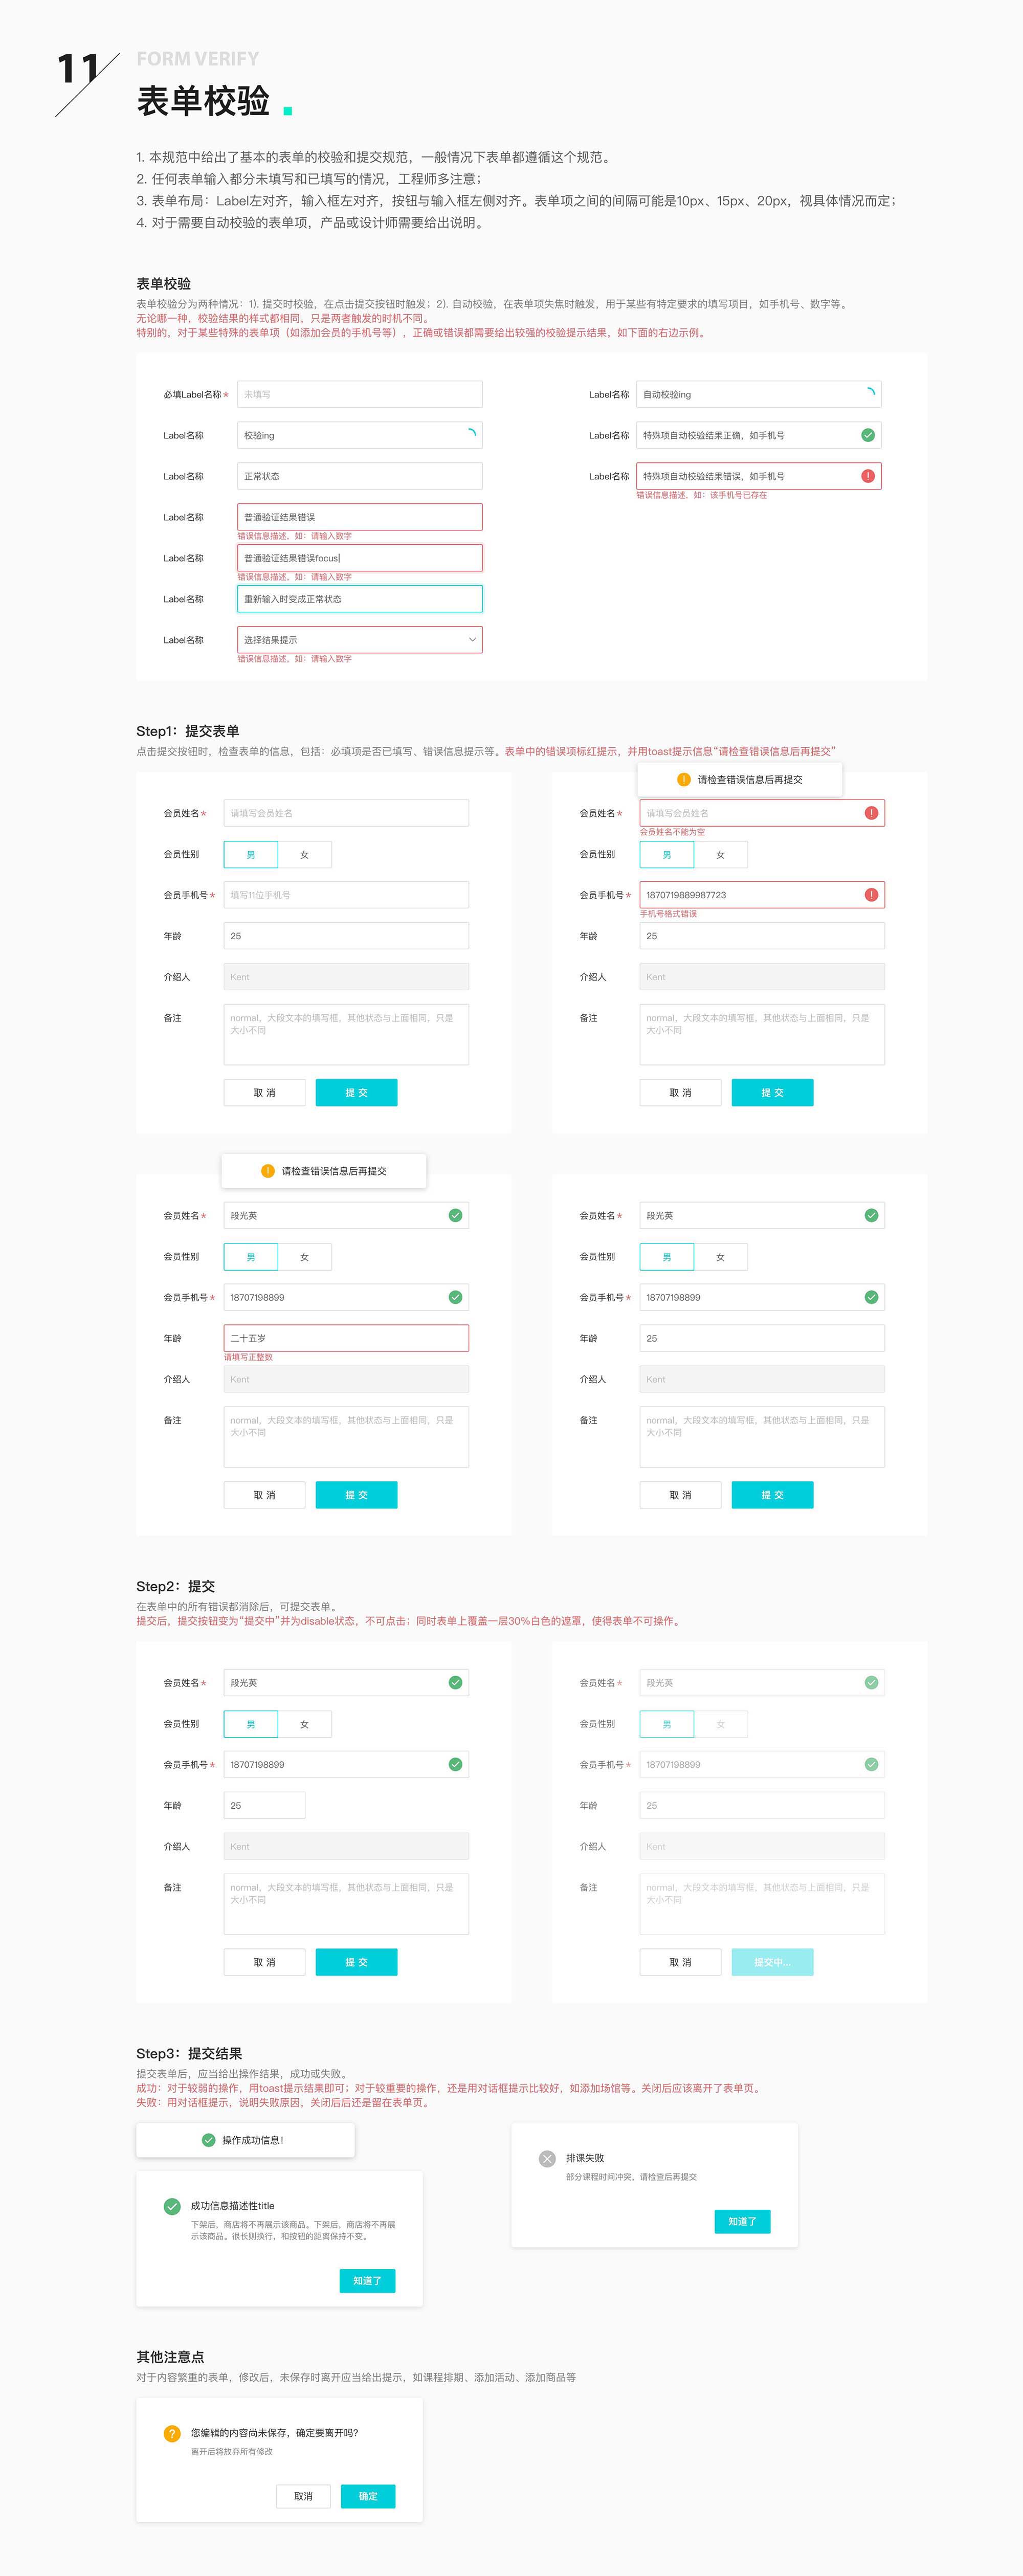 11
FORM VERIFY
表单校验
1. 本规范中给出了基本的表单的校验和提交规范，一般情况下表单都遵循这个规范。
2. 任何表单输入都分未填写和已填写的情况，工程师多注意；
3. 表单布局：Label左对齐，输入框左对齐，按钮与输入框左侧对齐。表单项之间的间隔可能是10px、15px、20px，视具体情况而定；
4. 对于需要自动校验的表单项，产品或设计师需要给出说明。
表单校验
表单校验分为两种情况：1). 提交时校验，在点击提交按钮时触发；2). 自动校验，在表单项失焦时触发，用于某些有特定要求的填写项目，如手机号、数字等。
无论哪一种，校验结果的样式都相同，只是两者触发的时机不同。
特别的，对于某些特殊的表单项（如添加会员的手机号等），正确或错误都需要给出较强的校验提示结果，如下面的右边示例。
必填Label名称* 未填写
Label名称 校验ing
Label名称 正常状态
Label名称 普通验证结果错误
错误信息描述，如：请输入数字
Label名称 普通验证结果错误focus|
错误信息描述，如：请输入数字
Label名称 重新输入时变成正常状态
Label名称 选择结果提示
错误信息描述，如：请输入数字
Label名称 自动校验ing
Label名称 特殊项自动校验结果正确，如手机号
Label名称 特殊项自动校验结果错误，如手机号
错误信息描述，如：该手机号已存在
Step1：提交表单
点击提交按钮时，检查表单的信息，包括：必填项是否已填写、错误信息提示等。表单中的错误项标红提示，并用toast提示信息“请检查错误信息后再提交”
会员姓名* 请填写会员姓名
会员性别 男 女
会员手机号* 填写11位手机号
年龄 25
介绍人 Kent
备注 normal，大段文本的填写框，其他状态与上面相同，只是
大小不同
取 消 提 交
请检查错误信息后再提交
会员姓名* 请填写会员姓名
会员姓名不能为空
会员性别 男 女
会员手机号* 1870719889987723
手机号格式错误
年龄 25
介绍人 Kent
备注 normal，大段文本的填写框，其他状态与上面相同，只是
大小不同
取 消 提 交
请检查错误信息后再提交
会员姓名* 段光英
会员性别 男 女
会员手机号* 18707198899
年龄 二十五岁
请填写正整数
介绍人 Kent
备注 normal，大段文本的填写框，其他状态与上面相同，只是
大小不同
取 消 提 交
会员姓名* 段光英
会员性别 男 女
会员手机号* 18707198899
年龄 25
介绍人 Kent
备注 normal，大段文本的填写框，其他状态与上面相同，只是
大小不同
取 消 提 交
Step2：提交
在表单中的所有错误都消除后，可提交表单。
提交后，提交按钮变为“提交中”并为disable状态，不可点击；同时表单上覆盖一层30%白色的遮罩，使得表单不可操作。
会员姓名* 段光英
会员性别 男 女
会员手机号* 18707198899
年龄 25
介绍人 Kent
备注 normal，大段文本的填写框，其他状态与上面相同，只是
大小不同
取 消 提 交
会员姓名* 段光英
会员性别 男 女
会员手机号* 18707198899
年龄 25
介绍人 Kent
备注 normal，大段文本的填写框，其他状态与上面相同，只是
大小不同
取 消 提交中...
Step3：提交结果
提交表单后，应当给出操作结果，成功或失败。
成功：对于较弱的操作，用toast提示结果即可；对于较重要的操作，还是用对话框提示比较好，如添加场馆等。关闭后应该离开了表单页。
失败：用对话框提示，说明失败原因，关闭后后还是留在表单页。
操作成功信息！
成功信息描述性title
下架后，商店将不再展示该商品。下架后，商店将不再展
示该商品。很长则换行，和按钮的距离保持不变。
知道了
排课失败
部分课程时间冲突，请检查后再提交
知道了
其他注意点
对于内容繁重的表单，修改后，未保存时离开应当给出提示，如课程排期、添加活动、添加商品等
您编辑的内容尚未保存，确定要离开吗？
离开后将放弃所有修改
取消 确定